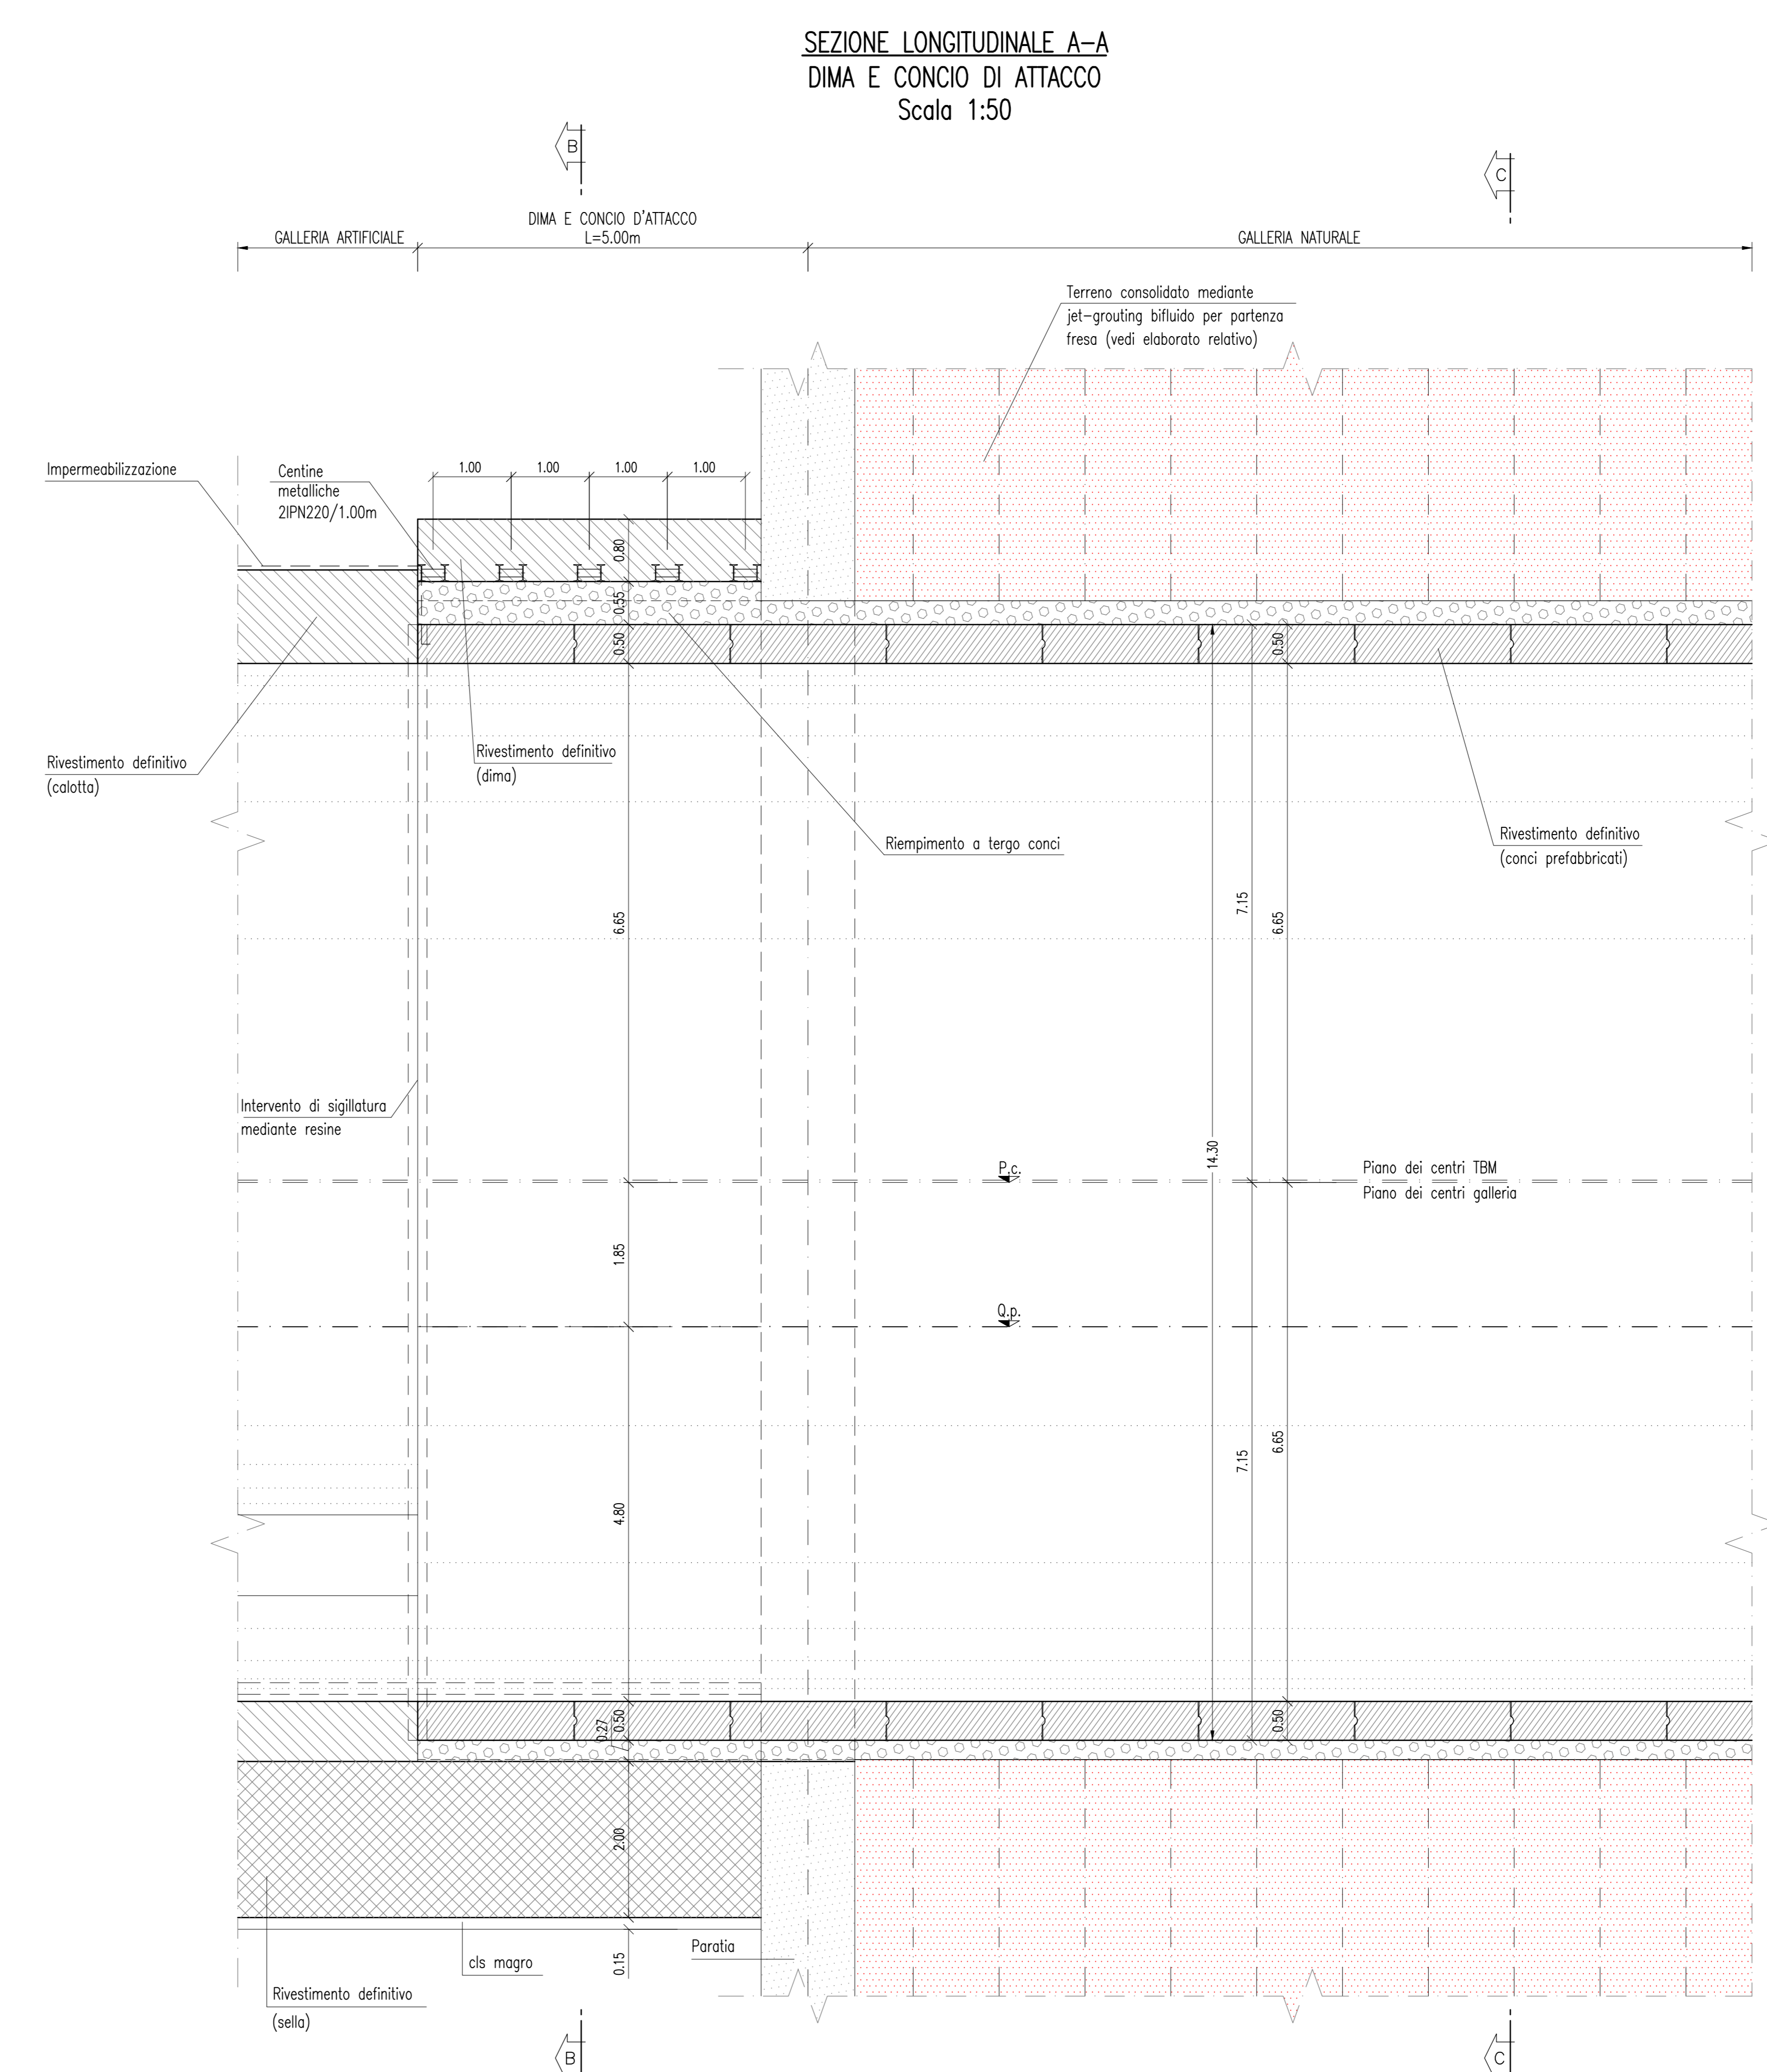 SEZIONE LONGITUDINALE A-A
DIMA E CONCIO DI ATTACCO
Scala 1:50
B
C
DIMA E CONCIO D'ATTACCO
GALLERIA ARTIFICIALE
L=5.00m
GALLERIA NATURALE
Terreno consolidato mediante
jet-grouting bifluido per partenza
fresa (vedi elaborato relativo)
Impermeabilizzazione
Centine
metalliche
2IPN220/1.00m
1.00
1.00
1.00
1.00
0.80
0.55
0.50
0.50
Rivestimento definitivo
(calotta)
Rivestimento definitivo
(dima)
Riempimento a tergo conci
Rivestimento definitivo
(conci prefabbricati)
6.65
7.15
6.65
Intervento di sigillatura
mediante resine
14.30
P.c.
Piano dei centri TBM
Piano dei centri galleria
1.85
Q.p.
4.80
7.15
6.65
0.27
0.50
0.50
2.00
0.15
Paratia
cls magro
Rivestimento definitivo
(sella)
B
C